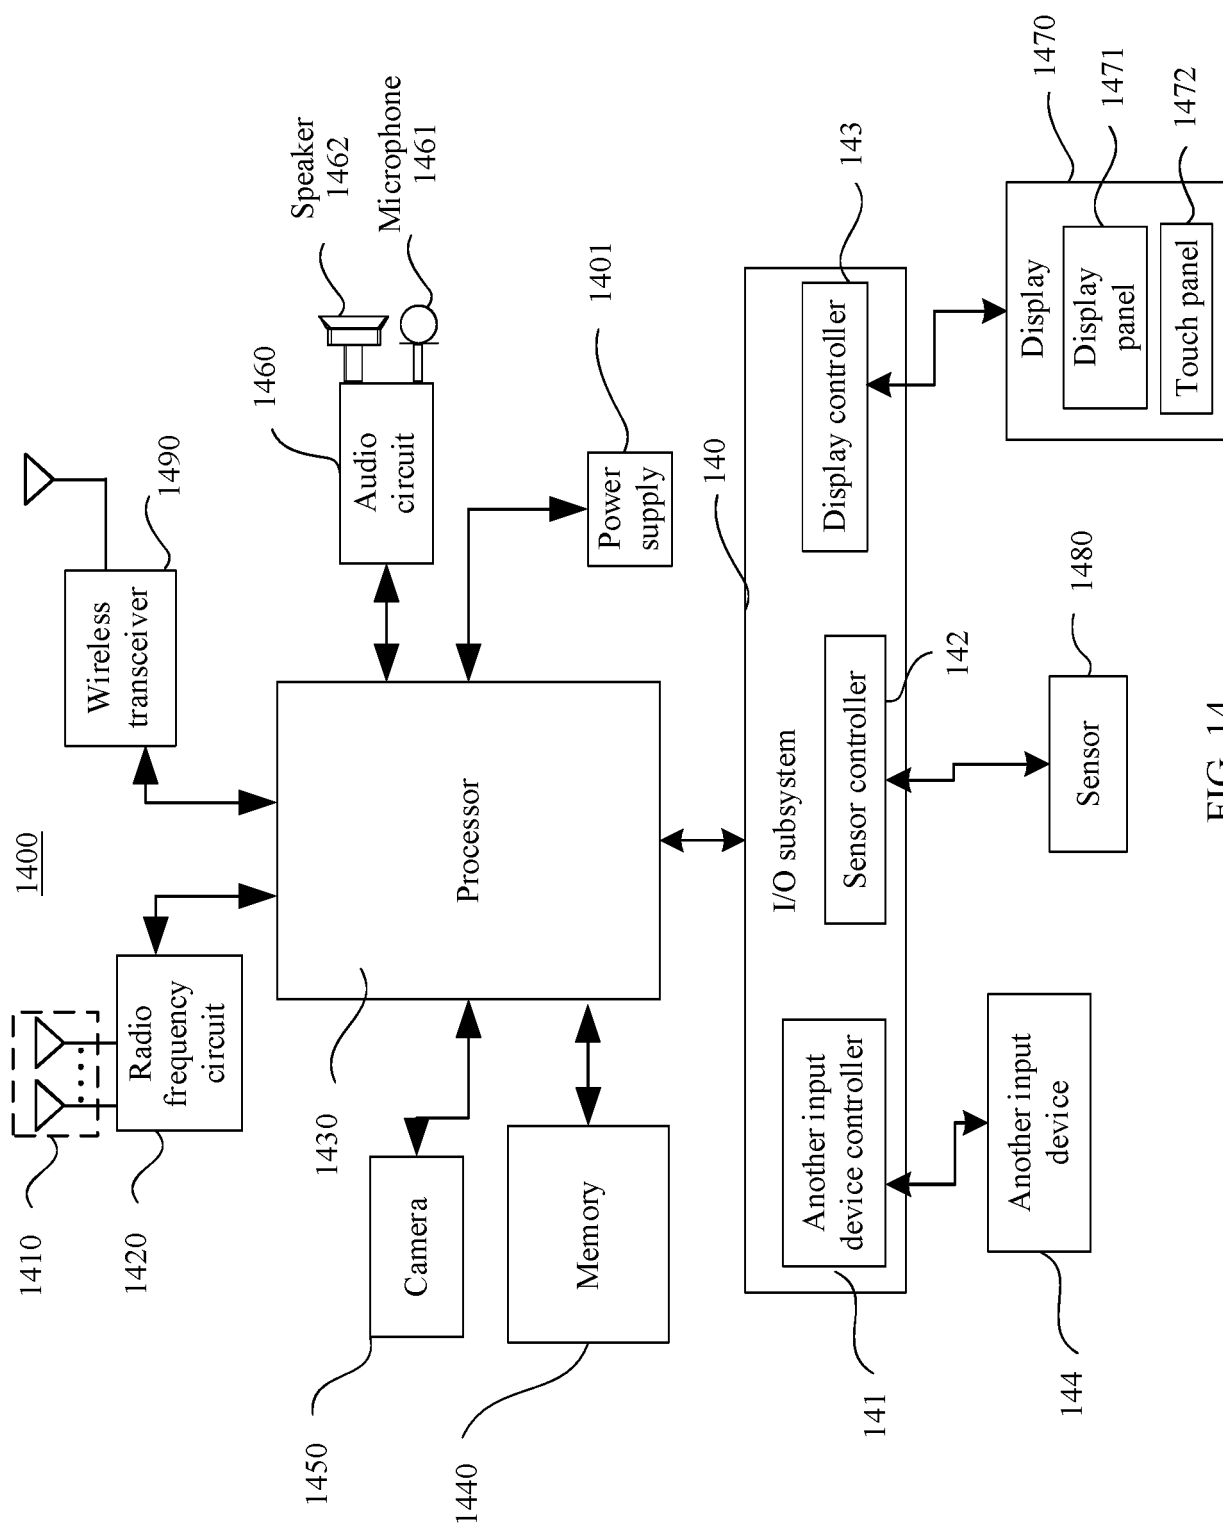 1400
1410
1420
Radio
frequency
circuit
Wireless
transceiver
1490
1430
Processor
1450
Camera
1440
Memory
1460
Audio
circuit
Speaker
1462
Microphone
1461
Power
supply
1401
140
I/O subsystem
141
Another input
device controller
Sensor controller
142
Display controller
143
144
Another input
device
Sensor
1480
1470
Display
Display
panel
1471
Touch panel
1472
FIG. 14